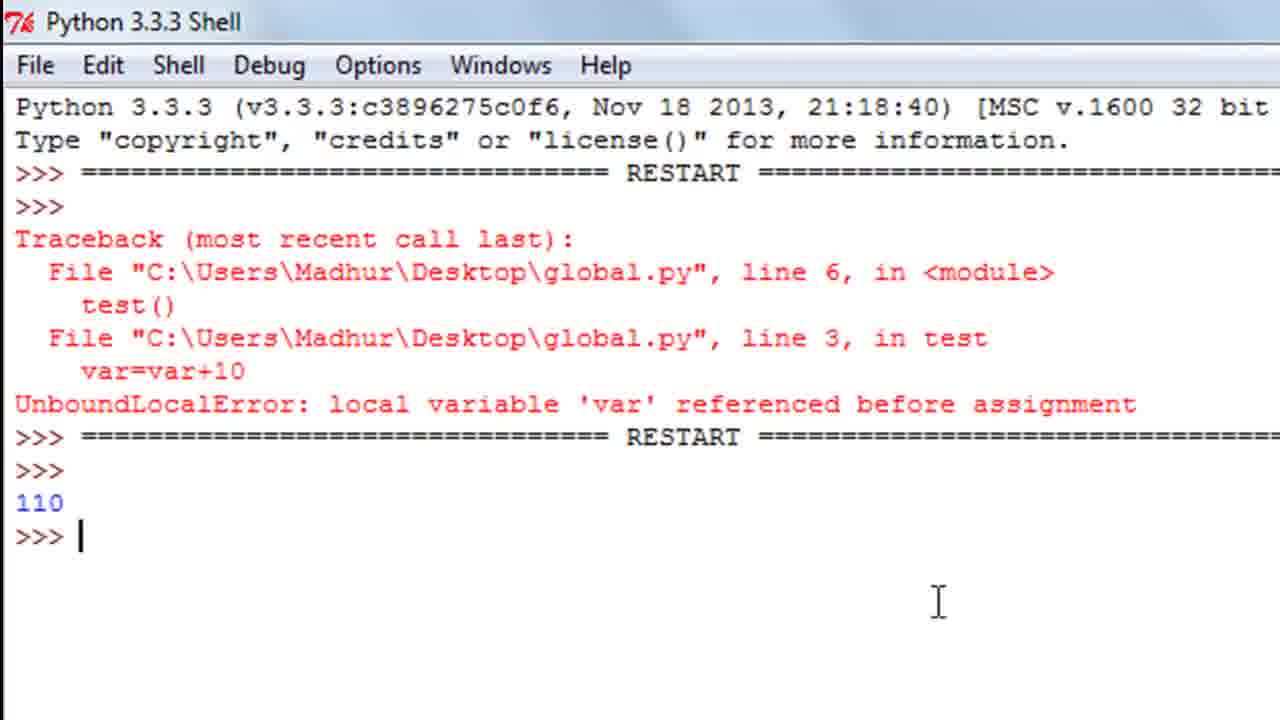 Python 3.3.3 Shell
File Edit Shell Debug Options Windows Help
Python 3.3.3 (v3.3.3:c3896275c0f6, Nov 18 2013, 21:18:40) [MSC v.1600 32 bit
Type "copyright", "credits" or "license()" for more information.
>>> ================================ RESTART ================================
>>>
Traceback (most recent call last):
  File "C:\Users\Madhur\Desktop\global.py", line 6, in <module>
    test()
  File "C:\Users\Madhur\Desktop\global.py", line 3, in test
    var=var+10
UnboundLocalError: local variable 'var' referenced before assignment
>>> ================================ RESTART ================================
>>>
110
>>>